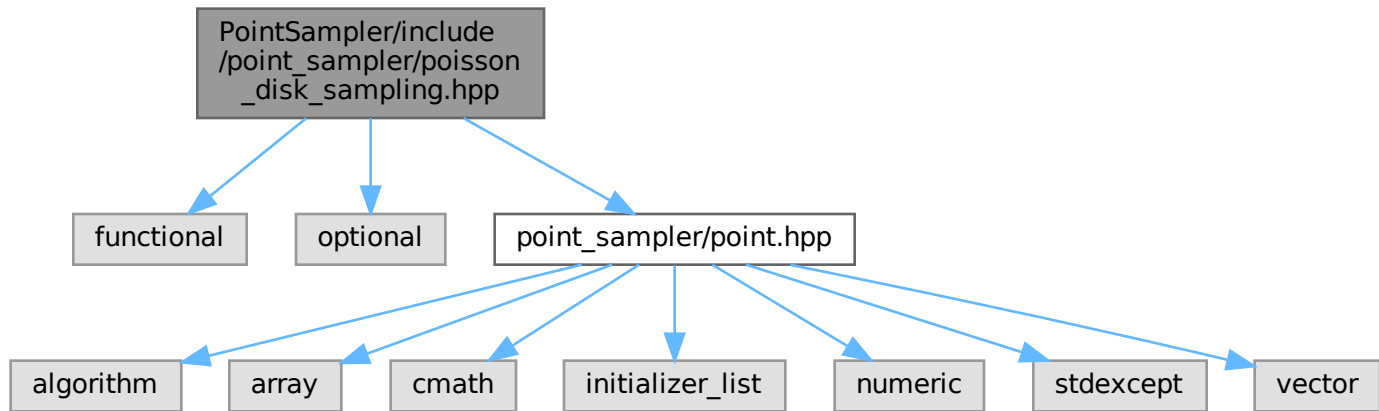 PointSampler/include
/point_sampler/poisson
_disk_sampling.hpp
functional
optional
point_sampler/point.hpp
algorithm
array
cmath
initializer_list
numeric
stdexcept
vector